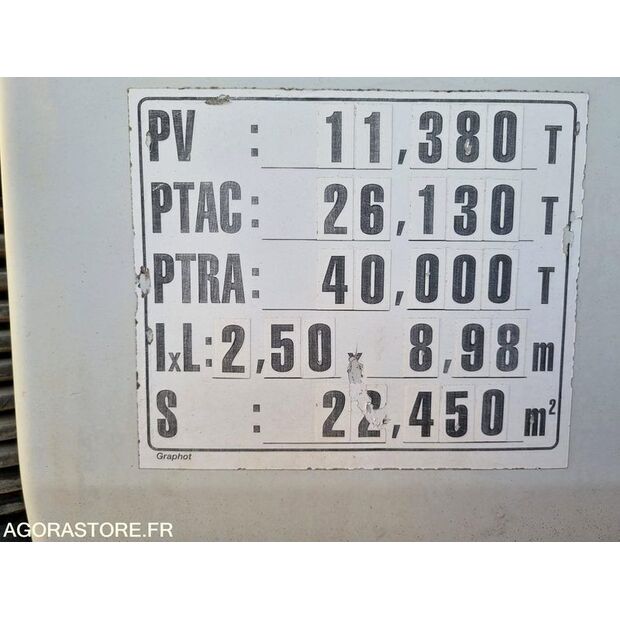 PV : 11,380 T
PTAC: 26,130 T
PTRA: 40,000 T
IxL: 2,50 x 8,98 m
S : 22,450 m²
Graphot
AGORASTORE.FR